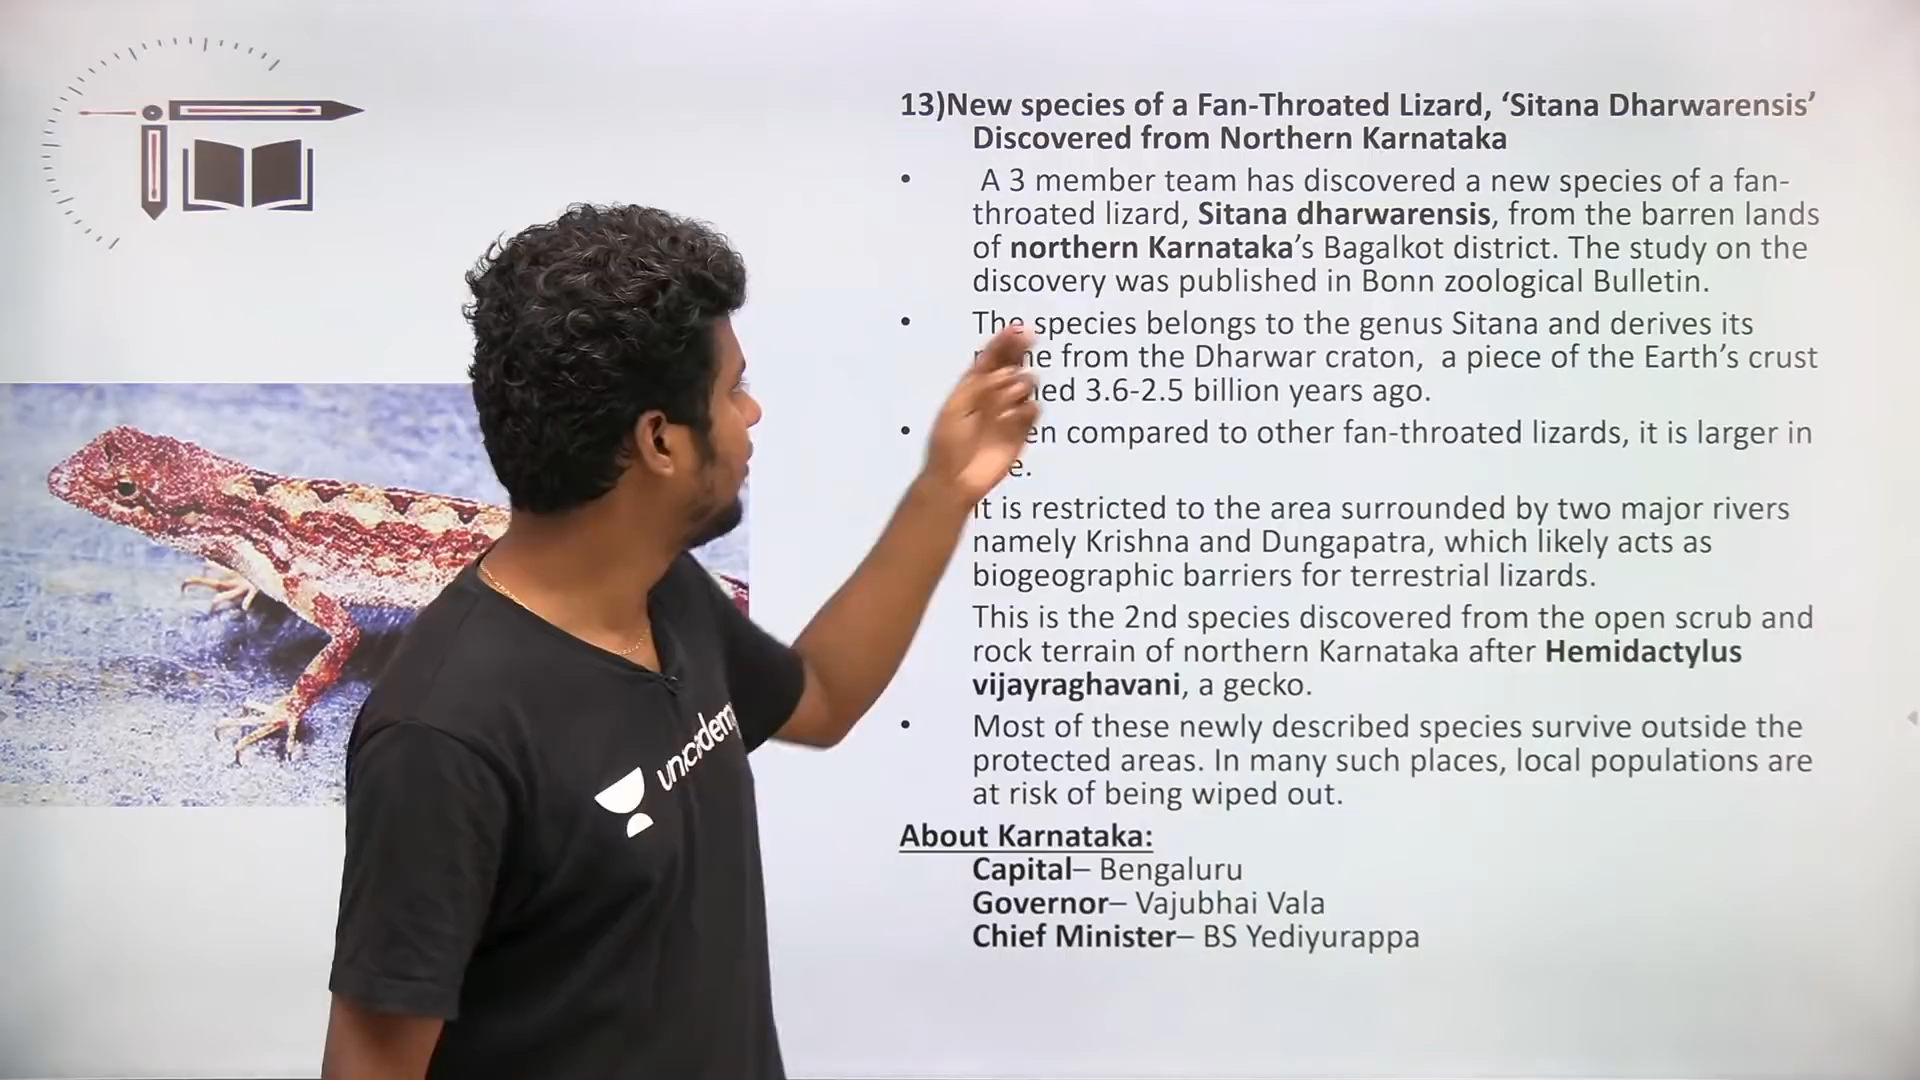 13)New species of a Fan-Throated Lizard, ‘Sitana Dharwarensis’
Discovered from Northern Karnataka
• A 3 member team has discovered a new species of a fan-
throated lizard, Sitana dharwarensis, from the barren lands
of northern Karnataka’s Bagalkot district. The study on the
discovery was published in Bonn zoological Bulletin.
• The species belongs to the genus Sitana and derives its
from the Dharwar craton, a piece of the Earth’s crust
3.6-2.5 billion years ago.
• compared to other fan-throated lizards, it is larger in
It is restricted to the area surrounded by two major rivers
namely Krishna and Dungapatra, which likely acts as
biogeographic barriers for terrestrial lizards.
This is the 2nd species discovered from the open scrub and
rock terrain of northern Karnataka after Hemidactylus
vijayraghavani, a gecko.
• Most of these newly described species survive outside the
protected areas. In many such places, local populations are
at risk of being wiped out.
About Karnataka:
Capital– Bengaluru
Governor– Vajubhai Vala
Chief Minister– BS Yediyurappa
unacademy